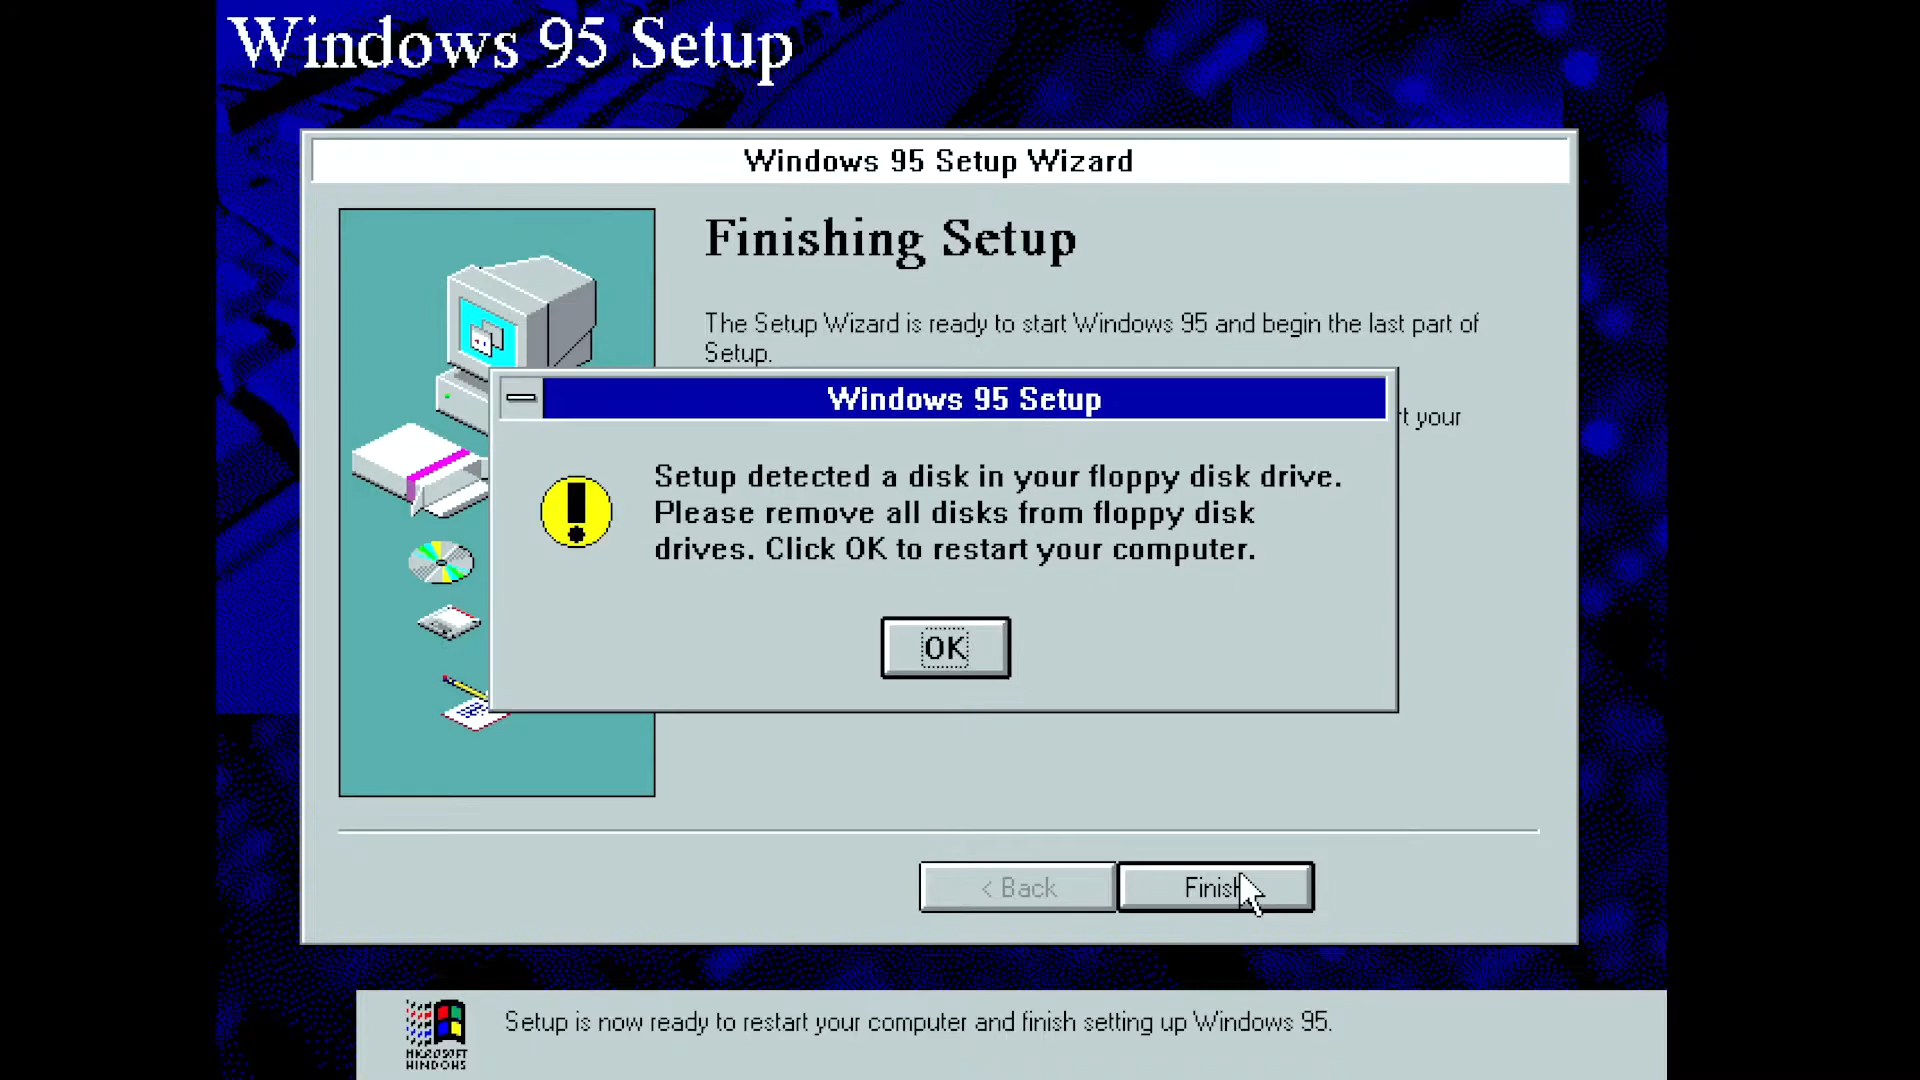 Windows 95 Setup
Windows 95 Setup Wizard
Finishing Setup
The Setup Wizard is ready to start Windows 95 and begin the last part of
Setup.
Windows 95 Setup
your
Setup detected a disk in your floppy disk drive.
Please remove all disks from floppy disk
drives. Click OK to restart your computer.
OK
< Back
Finish
MICROSOFT
WINDOWS
Setup is now ready to restart your computer and finish setting up Windows 95.